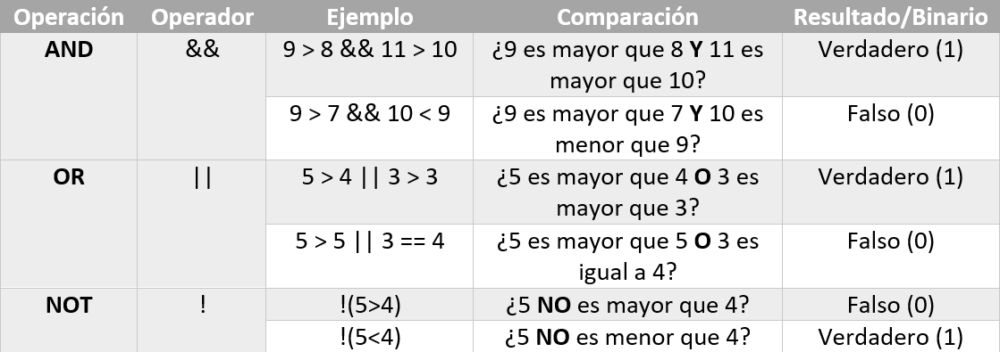 Operación Operador Ejemplo Comparación Resultado/Binario
AND && 9 > 8 && 11 > 10 ¿9 es mayor que 8 Y 11 es Verdadero (1)
mayor que 10?
9 > 7 && 10 < 9 ¿9 es mayor que 7 Y 10 es Falso (0)
menor que 9?
OR || 5 > 4 || 3 > 3 ¿5 es mayor que 4 O 3 es Verdadero (1)
mayor que 3?
5 > 5 || 3 == 4 ¿5 es mayor que 5 O 3 es Falso (0)
igual a 4?
NOT ! !(5>4) ¿5 NO es mayor que 4? Falso (0)
!(5<4) ¿5 NO es menor que 4? Verdadero (1)